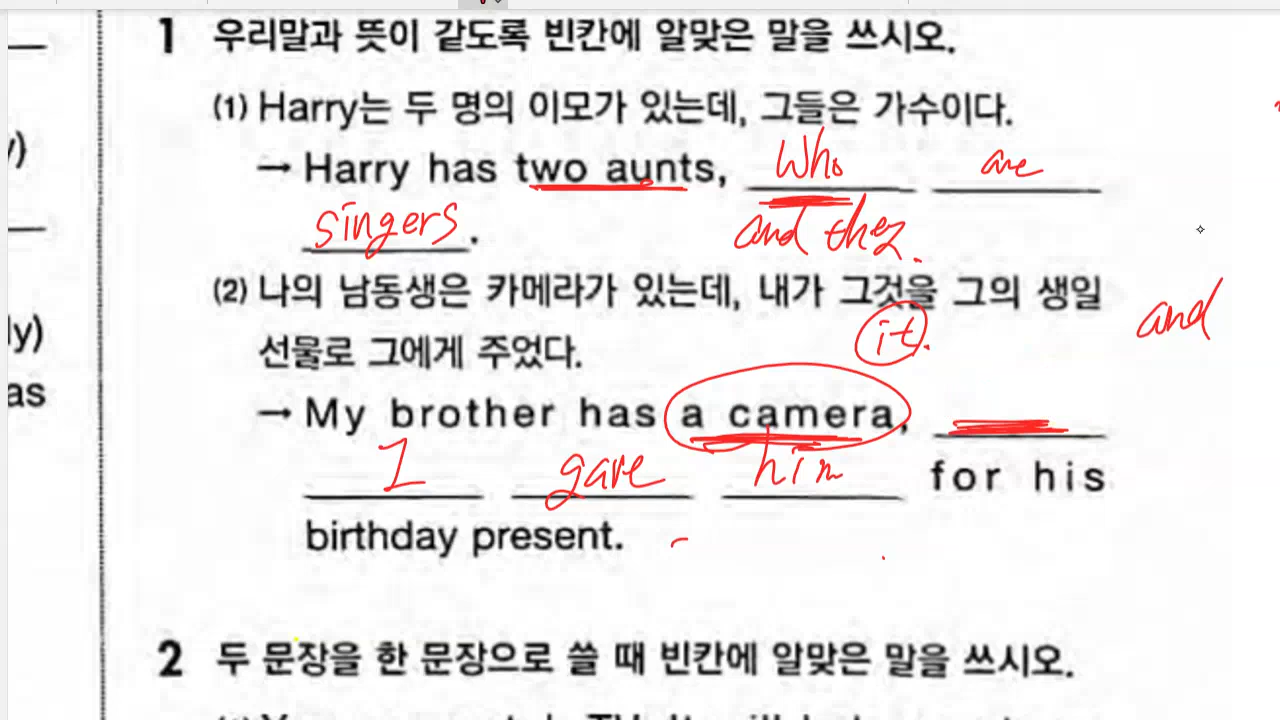 1 우리말과 뜻이 같도록 빈칸에 알맞은 말을 쓰시오.
(1) Harry는 두 명의 이모가 있는데, 그들은 가수이다.
→ Harry has two aunts, who are
singers.
and they.
(2) 나의 남동생은 카메라가 있는데, 내가 그것을 그의 생일
and
it.
선물로 그에게 주었다.
→ My brother has a camera,
I gave him for his
birthday present.
y)
ly)
as
2 두 문장을 한 문장으로 쓸 때 빈칸에 알맞은 말을 쓰시오.